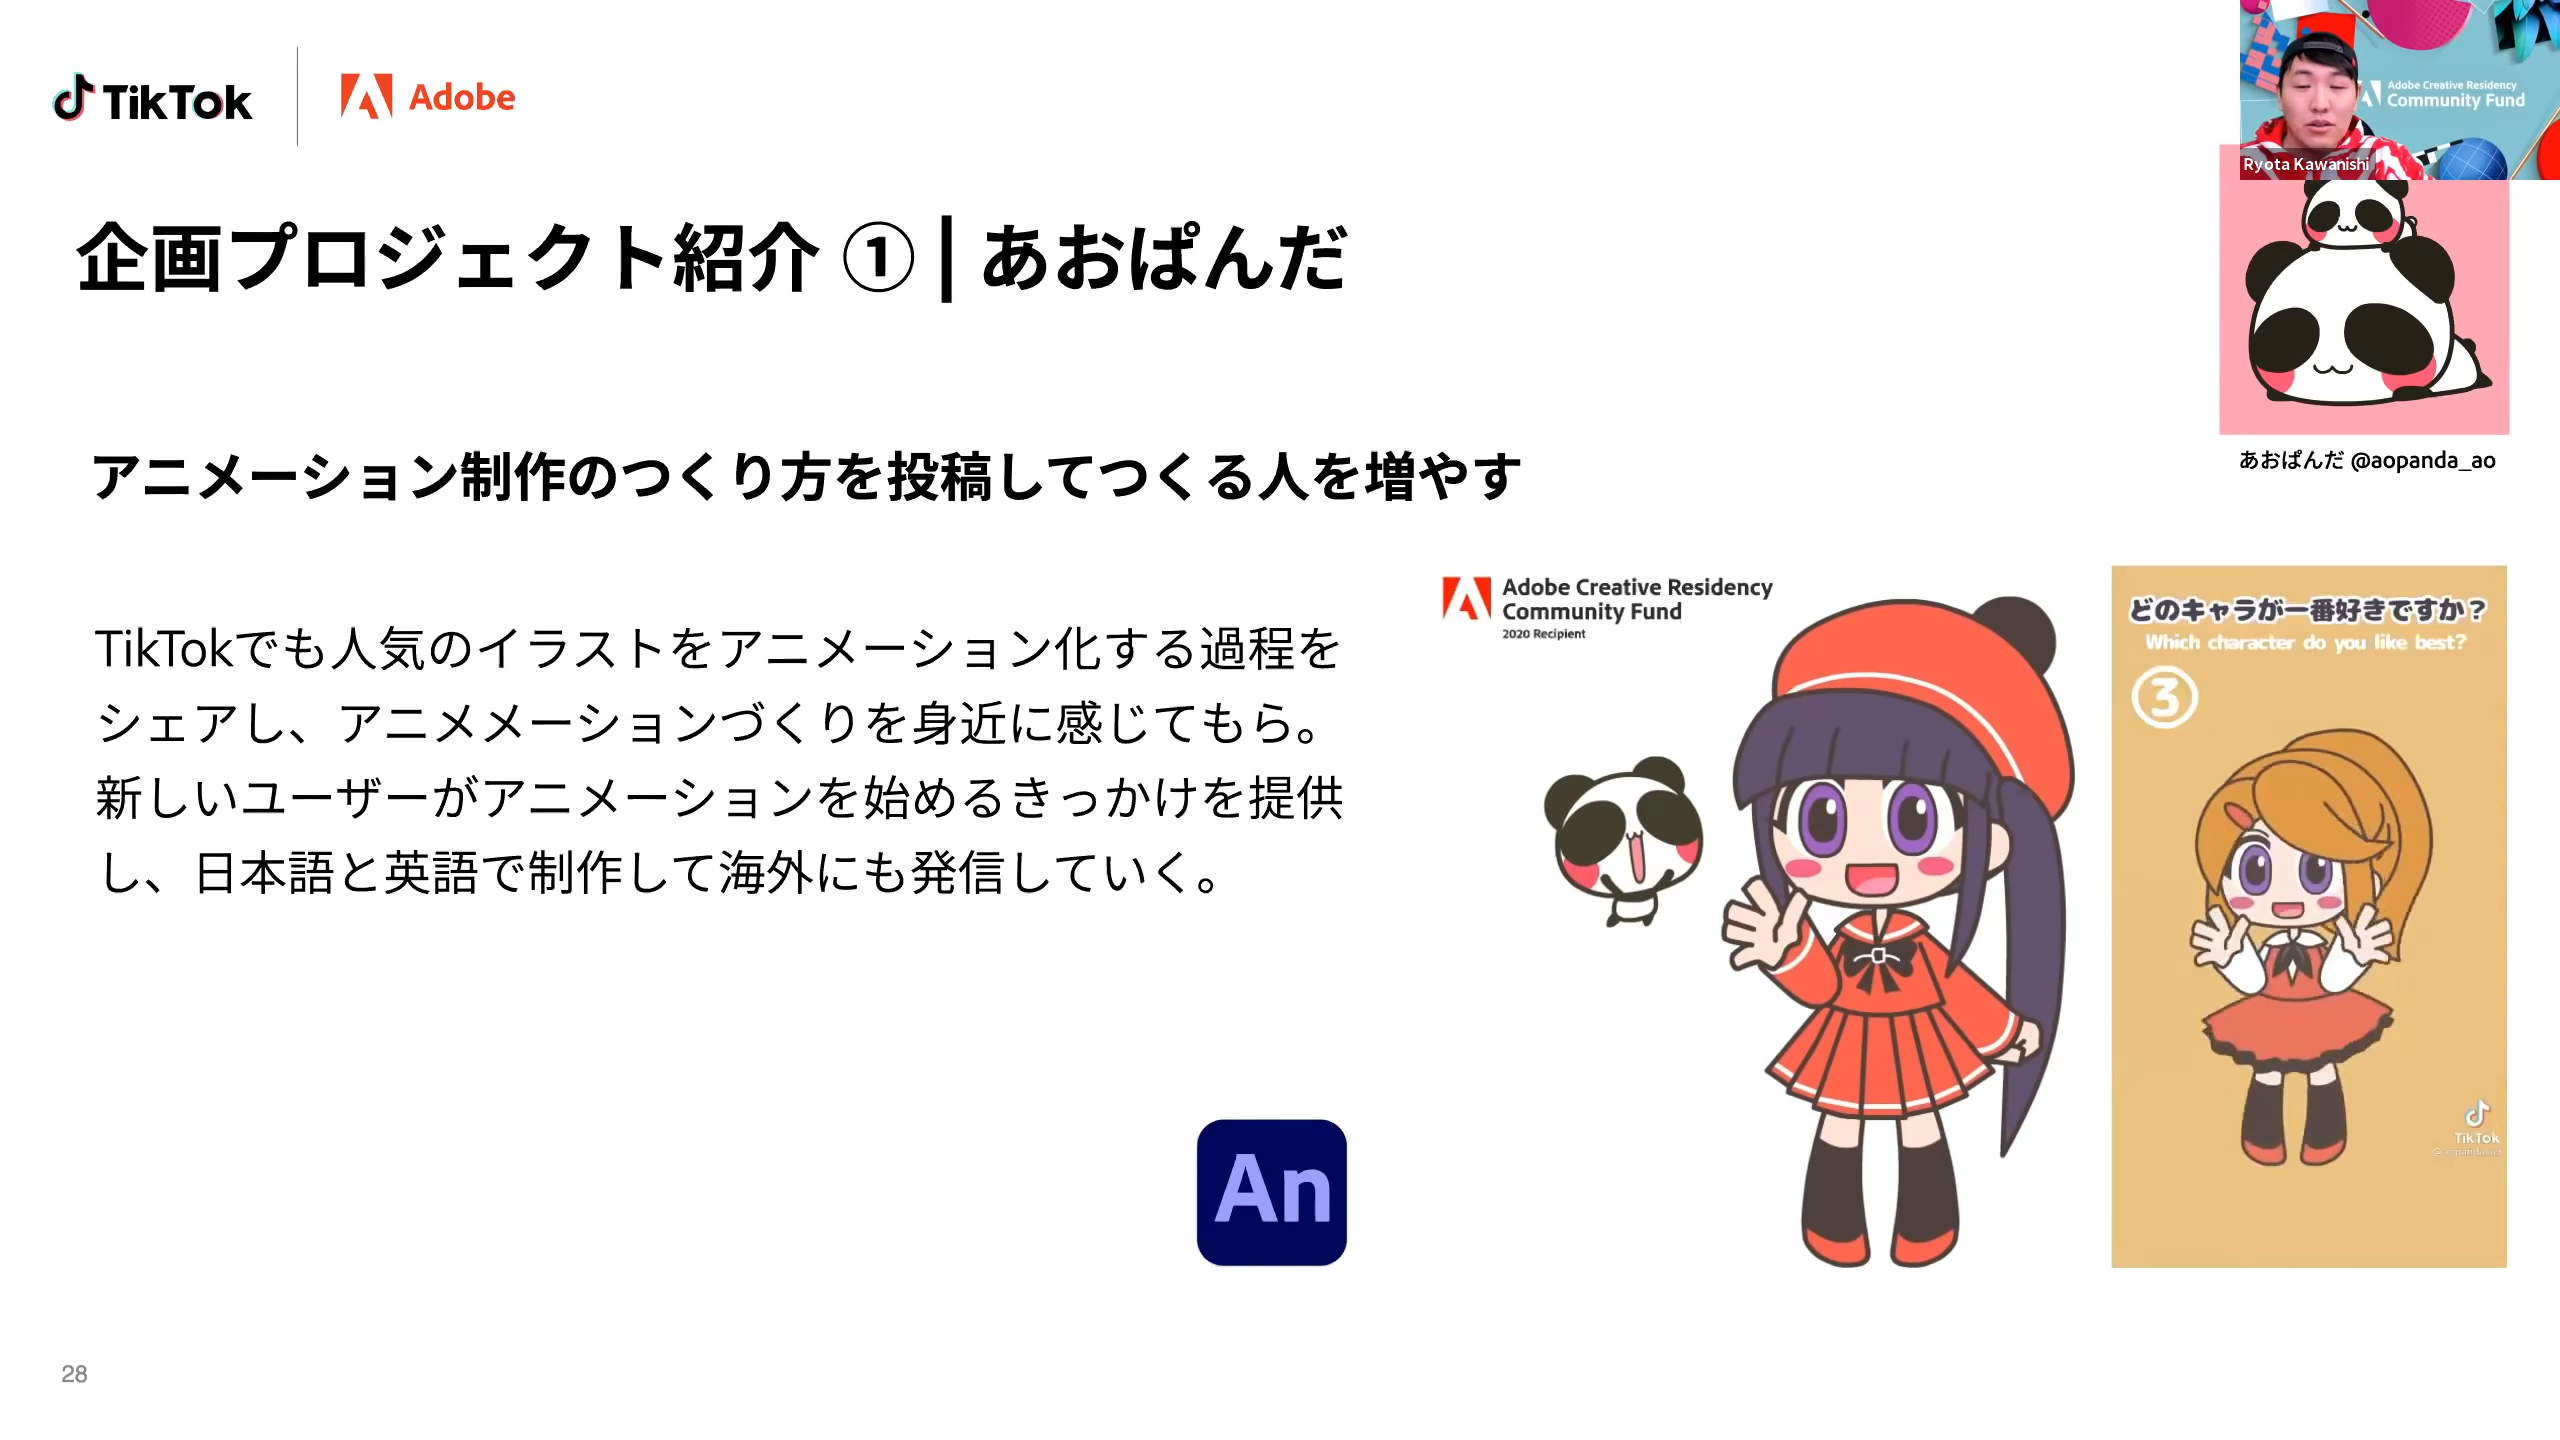 TikTok
Adobe
Adobe Creative Residency
Community Fund
Ryota Kawanishi
企画プロジェクト紹介 ① | あおぱんだ
あおぱんだ @aopanda_ao
アニメーション制作のつくり方を投稿してつくる人を増やす
TikTokでも人気のイラストをアニメーション化する過程を
シェアし、アニメメーションづくりを身近に感じてもら。
新しいユーザーがアニメーションを始めるきっかけを提供
し、日本語と英語で制作して海外にも発信していく。
An
Adobe Creative Residency
Community Fund
2020 Recipient
どのキャラが一番好きですか？
Which character do you like best?
③
TikTok
28